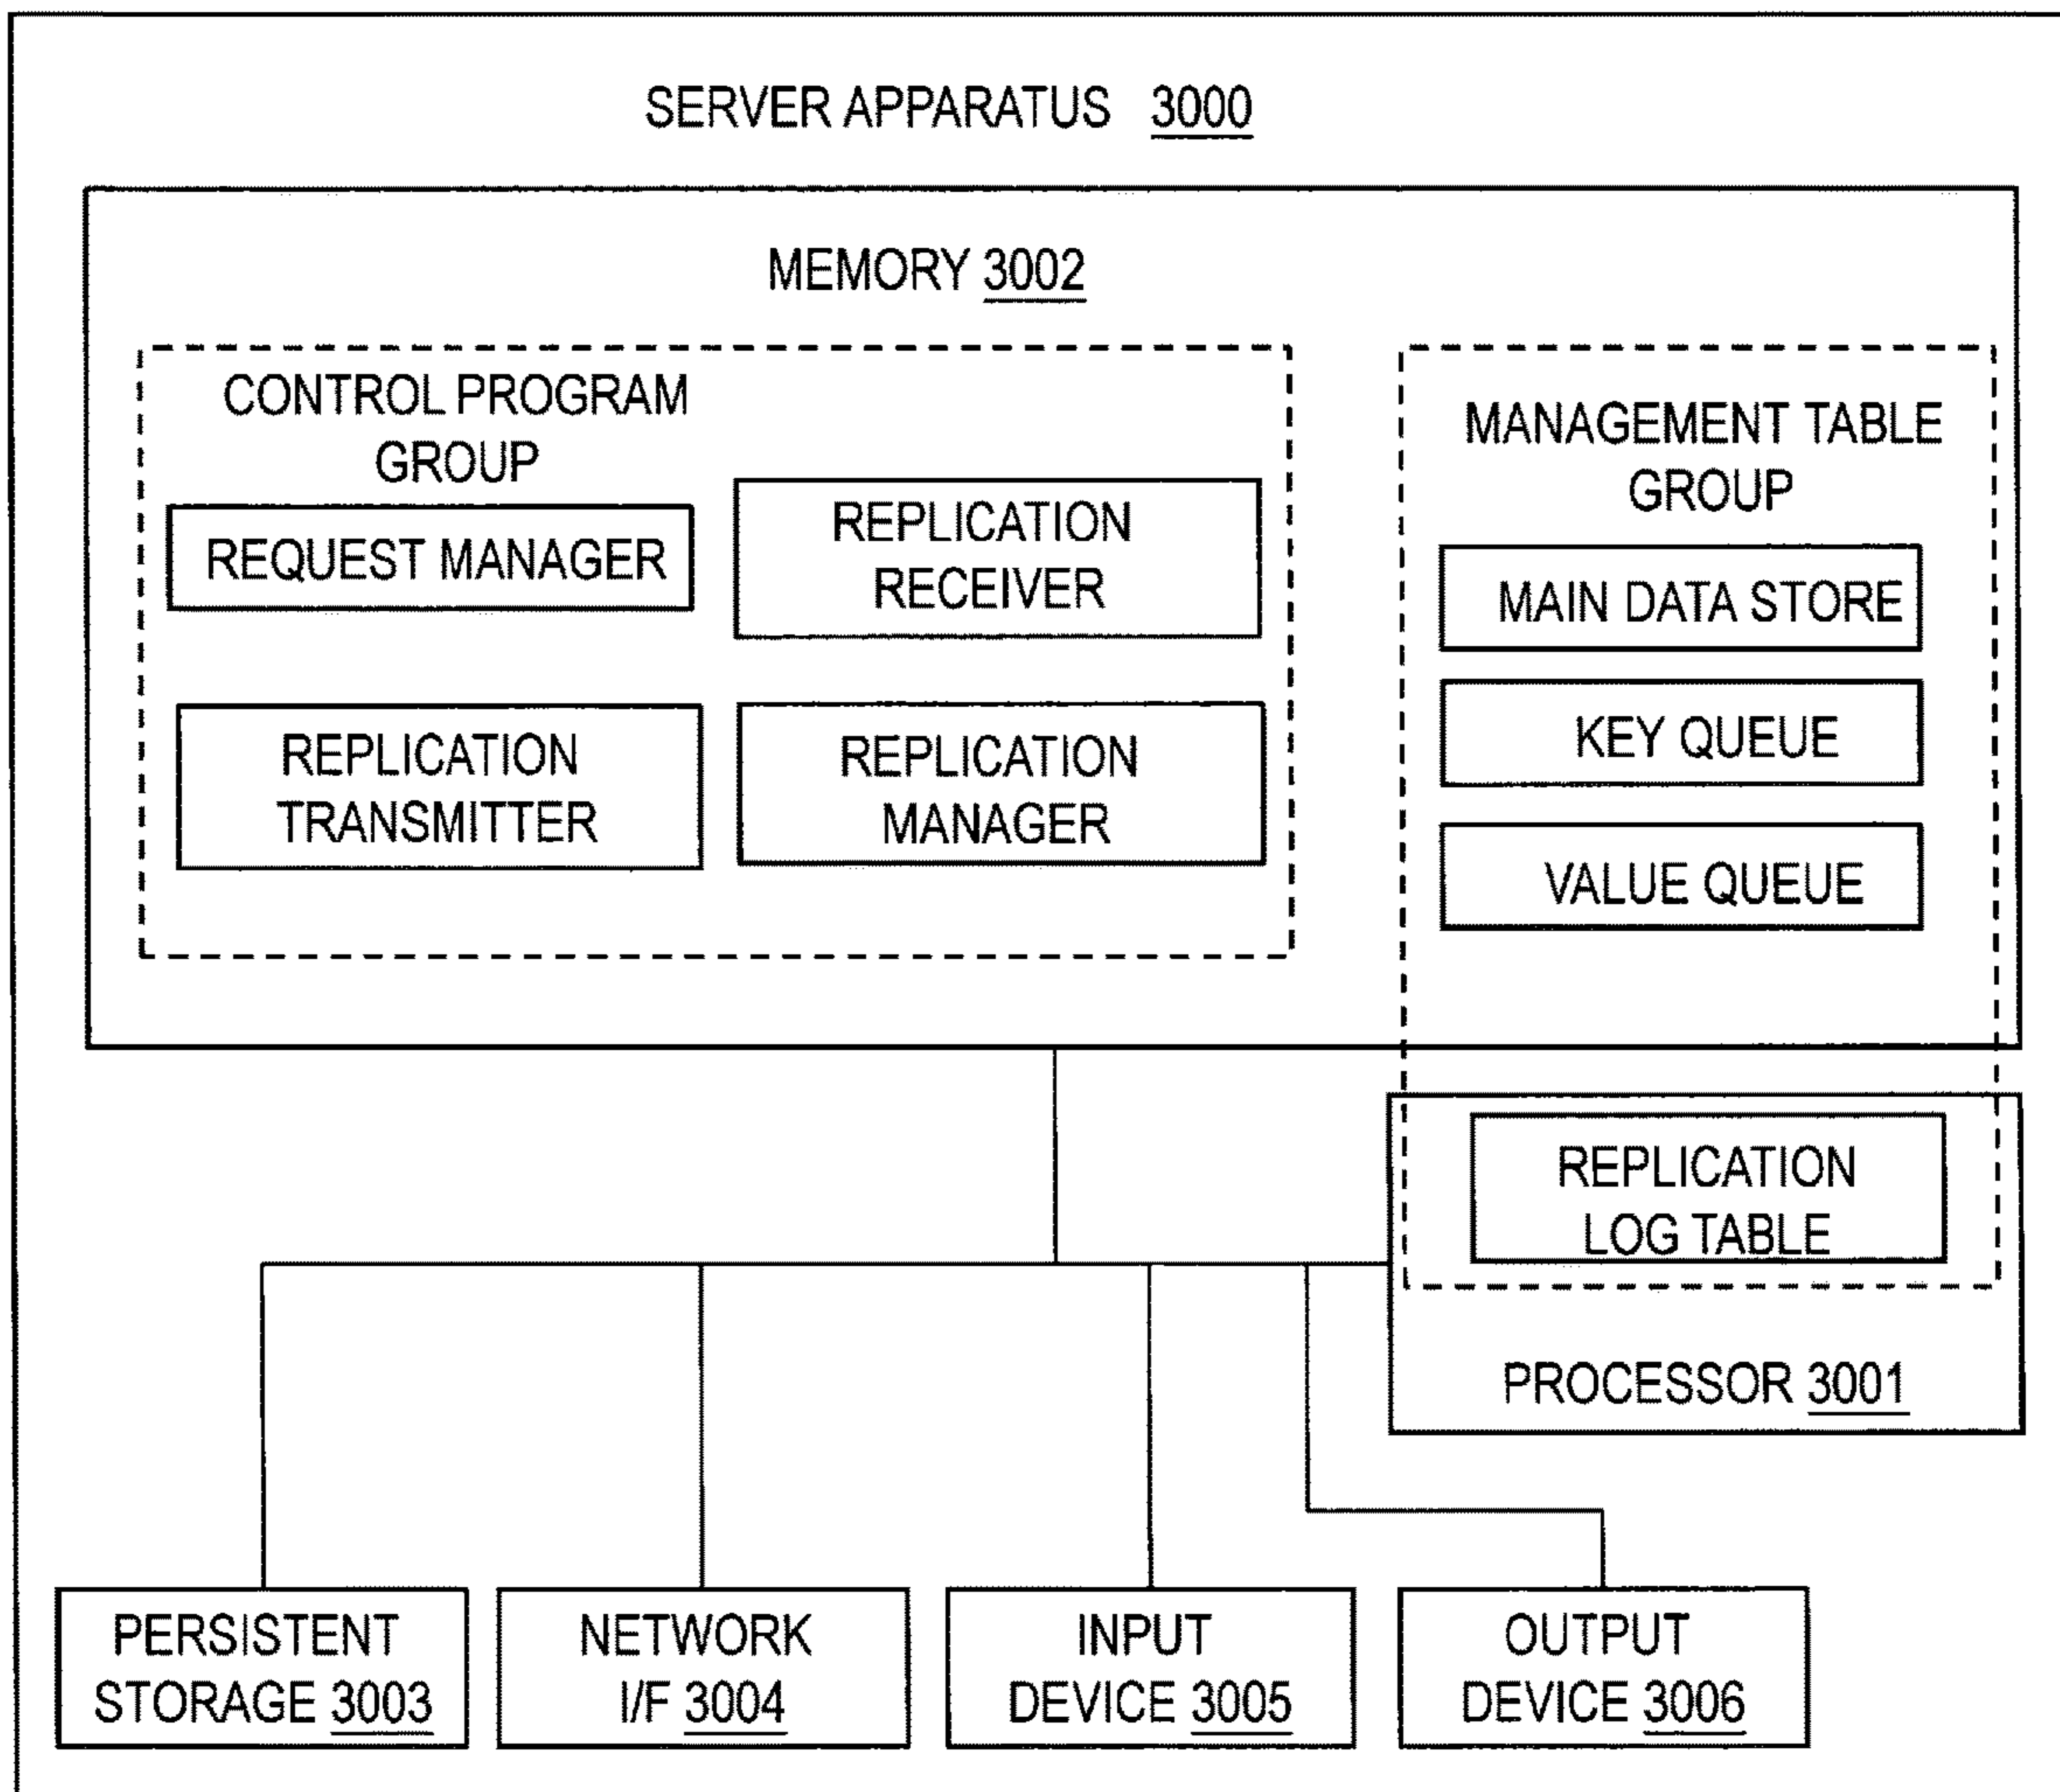 SERVER APPARATUS 3000
MEMORY 3002
CONTROL PROGRAM
GROUP
REQUEST MANAGER
REPLICATION
RECEIVER
REPLICATION
TRANSMITTER
REPLICATION
MANAGER
MANAGEMENT TABLE
GROUP
MAIN DATA STORE
KEY QUEUE
VALUE QUEUE
REPLICATION
LOG TABLE
PROCESSOR 3001
PERSISTENT
STORAGE 3003
NETWORK
I/F 3004
INPUT
DEVICE 3005
OUTPUT
DEVICE 3006